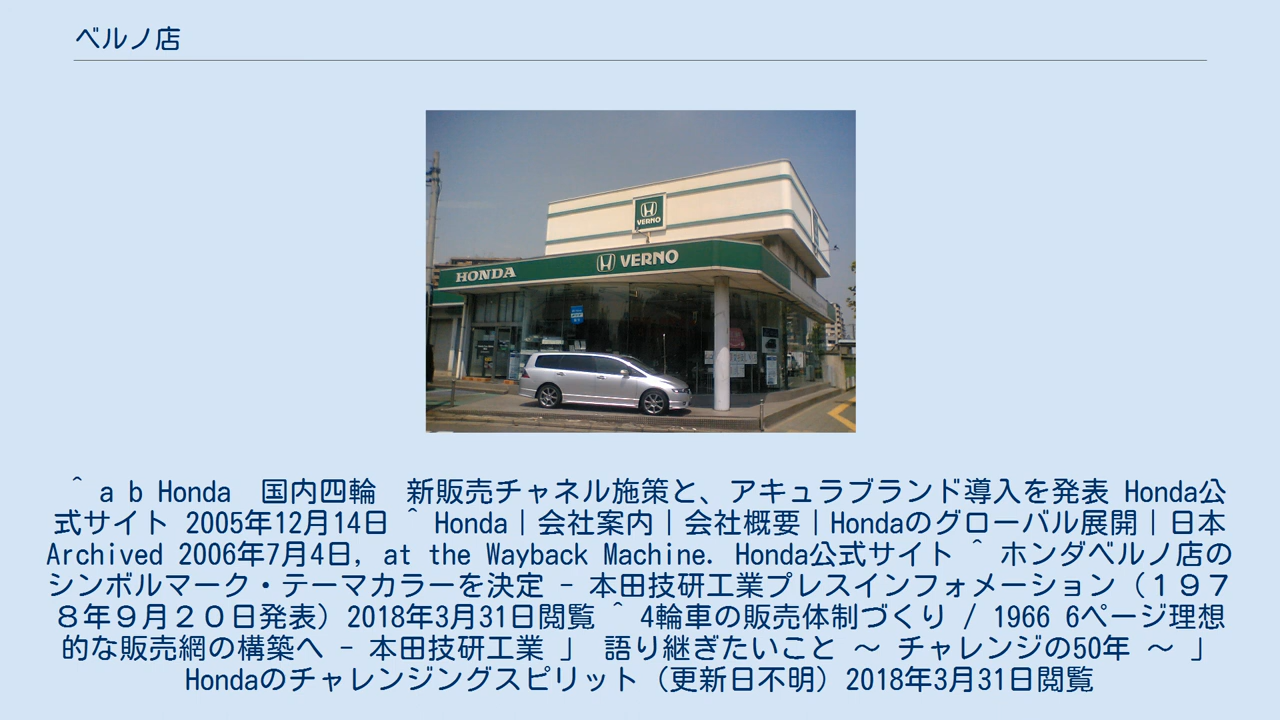 ベルノ店
VERNO
HONDA VERNO
^ a b Honda　国内四輪　新販売チャネル施策と、アキュラブランド導入を発表 Honda公
式サイト 2005年12月14日 ^ Honda｜会社案内｜会社概要｜Hondaのグローバル展開｜日本
Archived 2006年7月4日, at the Wayback Machine. Honda公式サイト ^ ホンダベルノ店の
シンボルマーク・テーマカラーを決定 - 本田技研工業プレスインフォメーション（１９７
８年９月２０日発表）2018年3月31日閲覧 ^ 4輪車の販売体制づくり / 1966 6ページ理想
的な販売網の構築へ - 本田技研工業 」 語り継ぎたいこと ～ チャレンジの50年 ～ 」
Hondaのチャレンジングスピリット（更新日不明）2018年3月31日閲覧